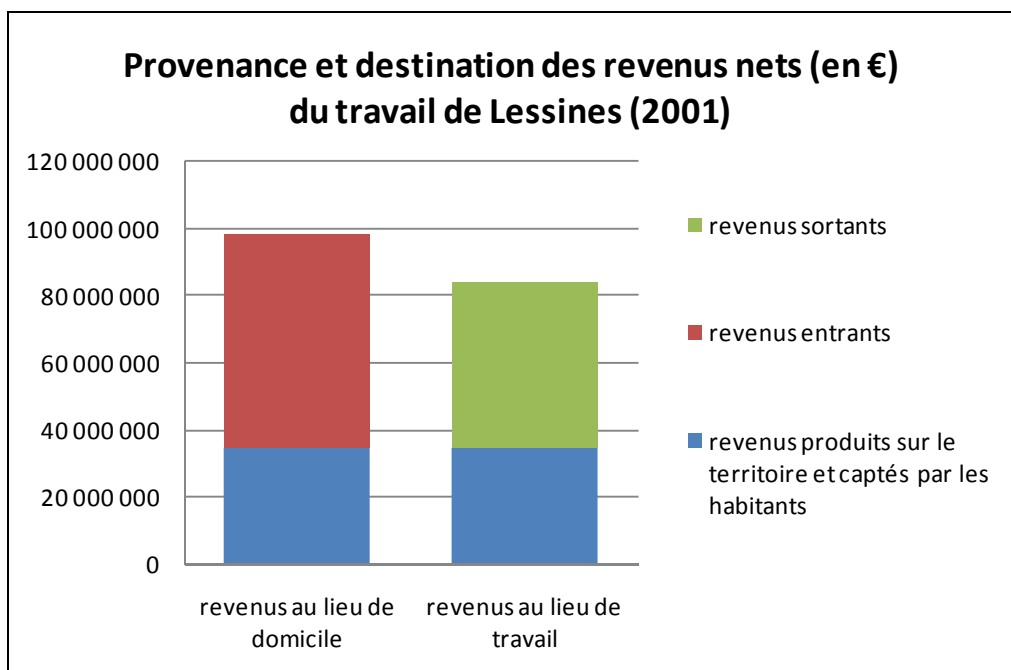 Provenance et destination des revenus nets (en €)
du travail de Lessines (2001)
120 000 000
100 000 000
80 000 000
60 000 000
40 000 000
20 000 000
0
revenus au lieu de
domicile
revenus au lieu de
travail
revenus sortants
revenus entrants
revenus produits sur le
territoire et captés par les
habitants